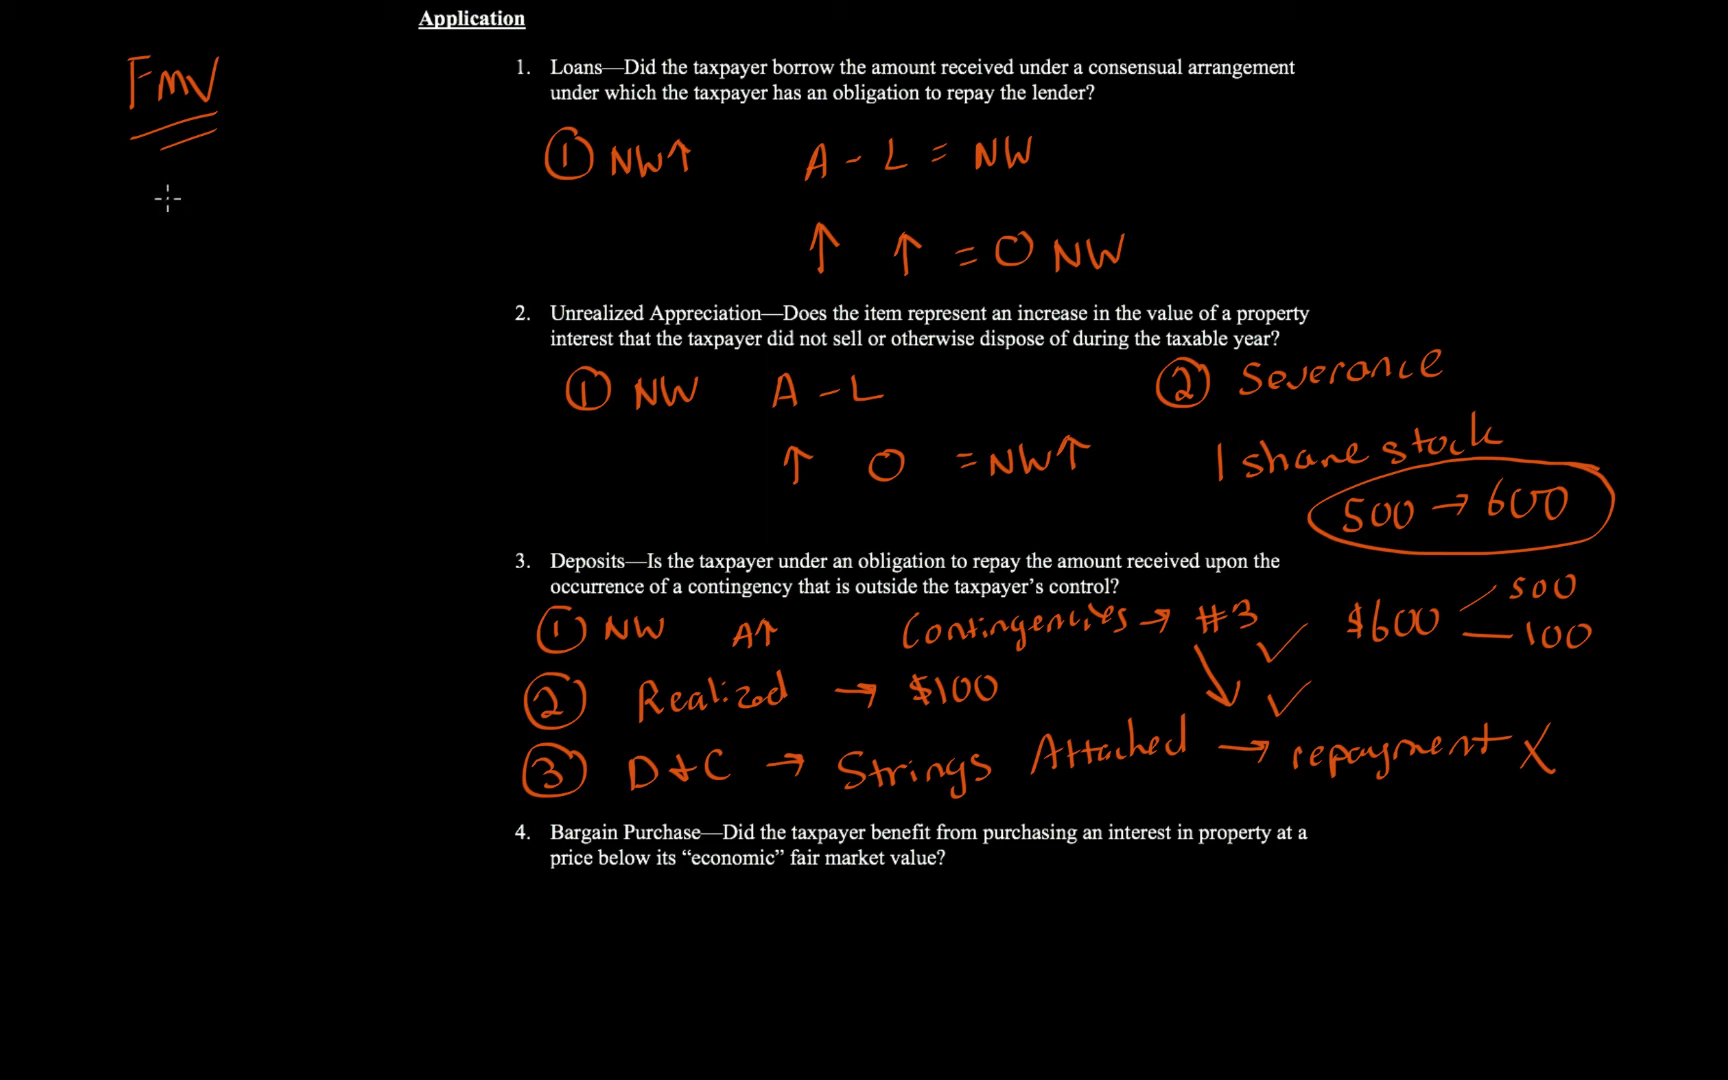 Application
FMV
1. Loans—Did the taxpayer borrow the amount received under a consensual arrangement
under which the taxpayer has an obligation to repay the lender?
① NW↑ A - L = NW
↑ ↑ = O NW
2. Unrealized Appreciation—Does the item represent an increase in the value of a property
interest that the taxpayer did not sell or otherwise dispose of during the taxable year?
① NW A - L ② Severance
↑ O = NW↑ 1 share stock
500 → 600
3. Deposits—Is the taxpayer under an obligation to repay the amount received upon the
occurrence of a contingency that is outside the taxpayer's control?
① NW A↑ Contingencies → #3 ✓ $600 500
100
② Realized → $100 ✓
③ D+C → Strings Attached → repayment X
4. Bargain Purchase—Did the taxpayer benefit from purchasing an interest in property at a
price below its “economic” fair market value?